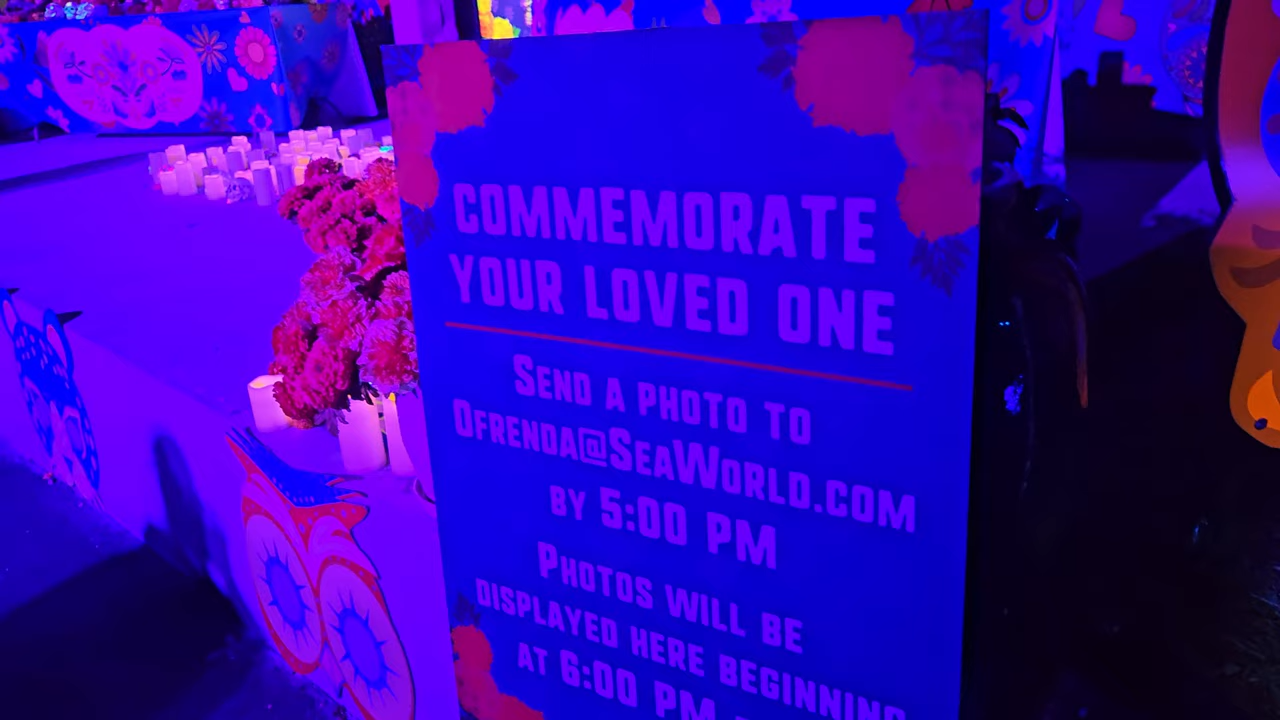 COMMEMORATE
YOUR LOVED ONE
SEND A PHOTO TO
OFRENDA@SEAWORLD.COM
BY 5:00 PM
PHOTOS WILL BE
DISPLAYED HERE BEGINNING
AT 6:00 PM